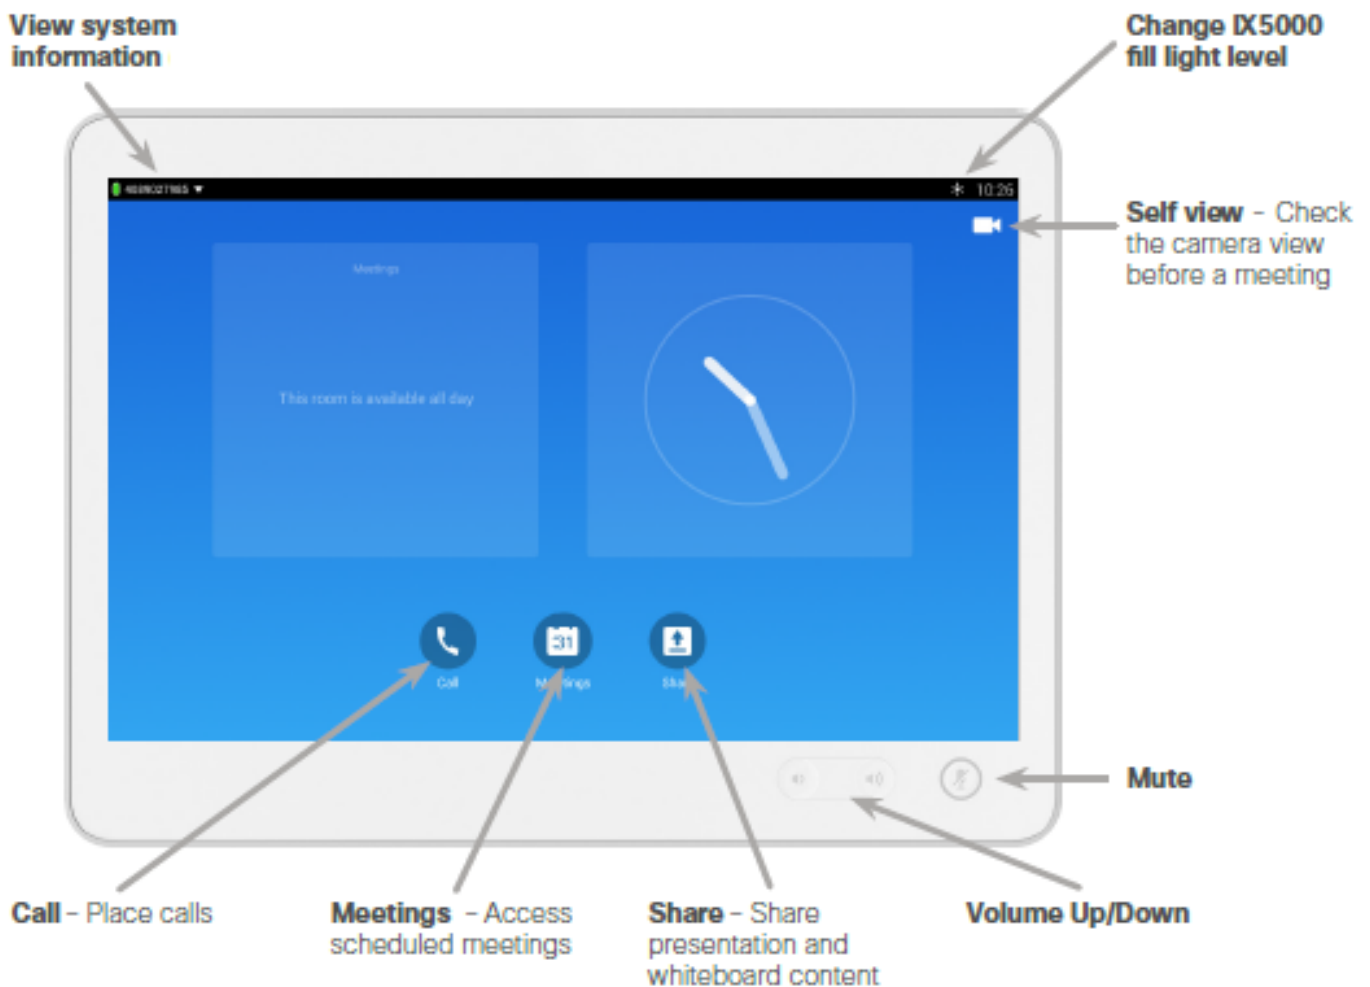 View system
information
Change IX5000
fill light level
10:26
Self view - Check
the camera view
before a meeting
Meetings
This room is available all day
31
Call
Share
Mute
Call - Place calls
Meetings - Access
scheduled meetings
Share - Share
presentation and
whiteboard content
Volume Up/Down